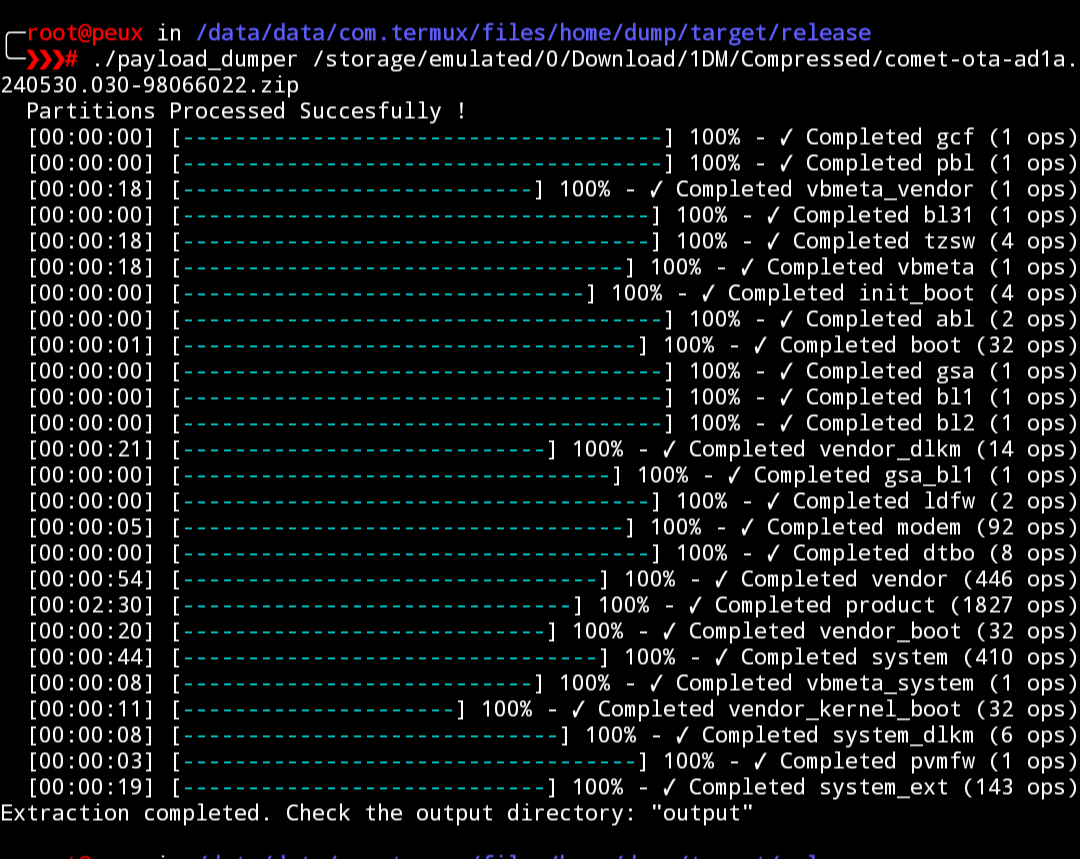 root@peux in /data/data/com.termux/files/home/dump/target/release
❯❯❯# ./payload_dumper /storage/emulated/0/Download/1DM/Compressed/comet-ota-ad1a.
240530.030-98066022.zip
Partitions Processed Succesfully !
[00:00:00] [-------------------------------------] 100% - ✓ Completed gcf (1 ops)
[00:00:00] [-------------------------------------] 100% - ✓ Completed pbl (1 ops)
[00:00:18] [---------------------------] 100% - ✓ Completed vbmeta_vendor (1 ops)
[00:00:00] [------------------------------------] 100% - ✓ Completed bl31 (1 ops)
[00:00:18] [------------------------------------] 100% - ✓ Completed tzsw (4 ops)
[00:00:18] [----------------------------------] 100% - ✓ Completed vbmeta (1 ops)
[00:00:00] [-------------------------------] 100% - ✓ Completed init_boot (4 ops)
[00:00:00] [-------------------------------------] 100% - ✓ Completed abl (2 ops)
[00:00:01] [-----------------------------------] 100% - ✓ Completed boot (32 ops)
[00:00:00] [-------------------------------------] 100% - ✓ Completed gsa (1 ops)
[00:00:00] [-------------------------------------] 100% - ✓ Completed bl1 (1 ops)
[00:00:00] [-------------------------------------] 100% - ✓ Completed bl2 (1 ops)
[00:00:21] [----------------------------] 100% - ✓ Completed vendor_dlkm (14 ops)
[00:00:00] [---------------------------------] 100% - ✓ Completed gsa_bl1 (1 ops)
[00:00:00] [------------------------------------] 100% - ✓ Completed ldfw (2 ops)
[00:00:05] [----------------------------------] 100% - ✓ Completed modem (92 ops)
[00:00:00] [------------------------------------] 100% - ✓ Completed dtbo (8 ops)
[00:00:54] [--------------------------------] 100% - ✓ Completed vendor (446 ops)
[00:02:30] [------------------------------] 100% - ✓ Completed product (1827 ops)
[00:00:20] [----------------------------] 100% - ✓ Completed vendor_boot (32 ops)
[00:00:44] [--------------------------------] 100% - ✓ Completed system (410 ops)
[00:00:08] [---------------------------] 100% - ✓ Completed vbmeta_system (1 ops)
[00:00:11] [---------------------] 100% - ✓ Completed vendor_kernel_boot (32 ops)
[00:00:08] [-----------------------------] 100% - ✓ Completed system_dlkm (6 ops)
[00:00:03] [-----------------------------------] 100% - ✓ Completed pvmfw (1 ops)
[00:00:19] [----------------------------] 100% - ✓ Completed system_ext (143 ops)
Extraction completed. Check the output directory: "output"